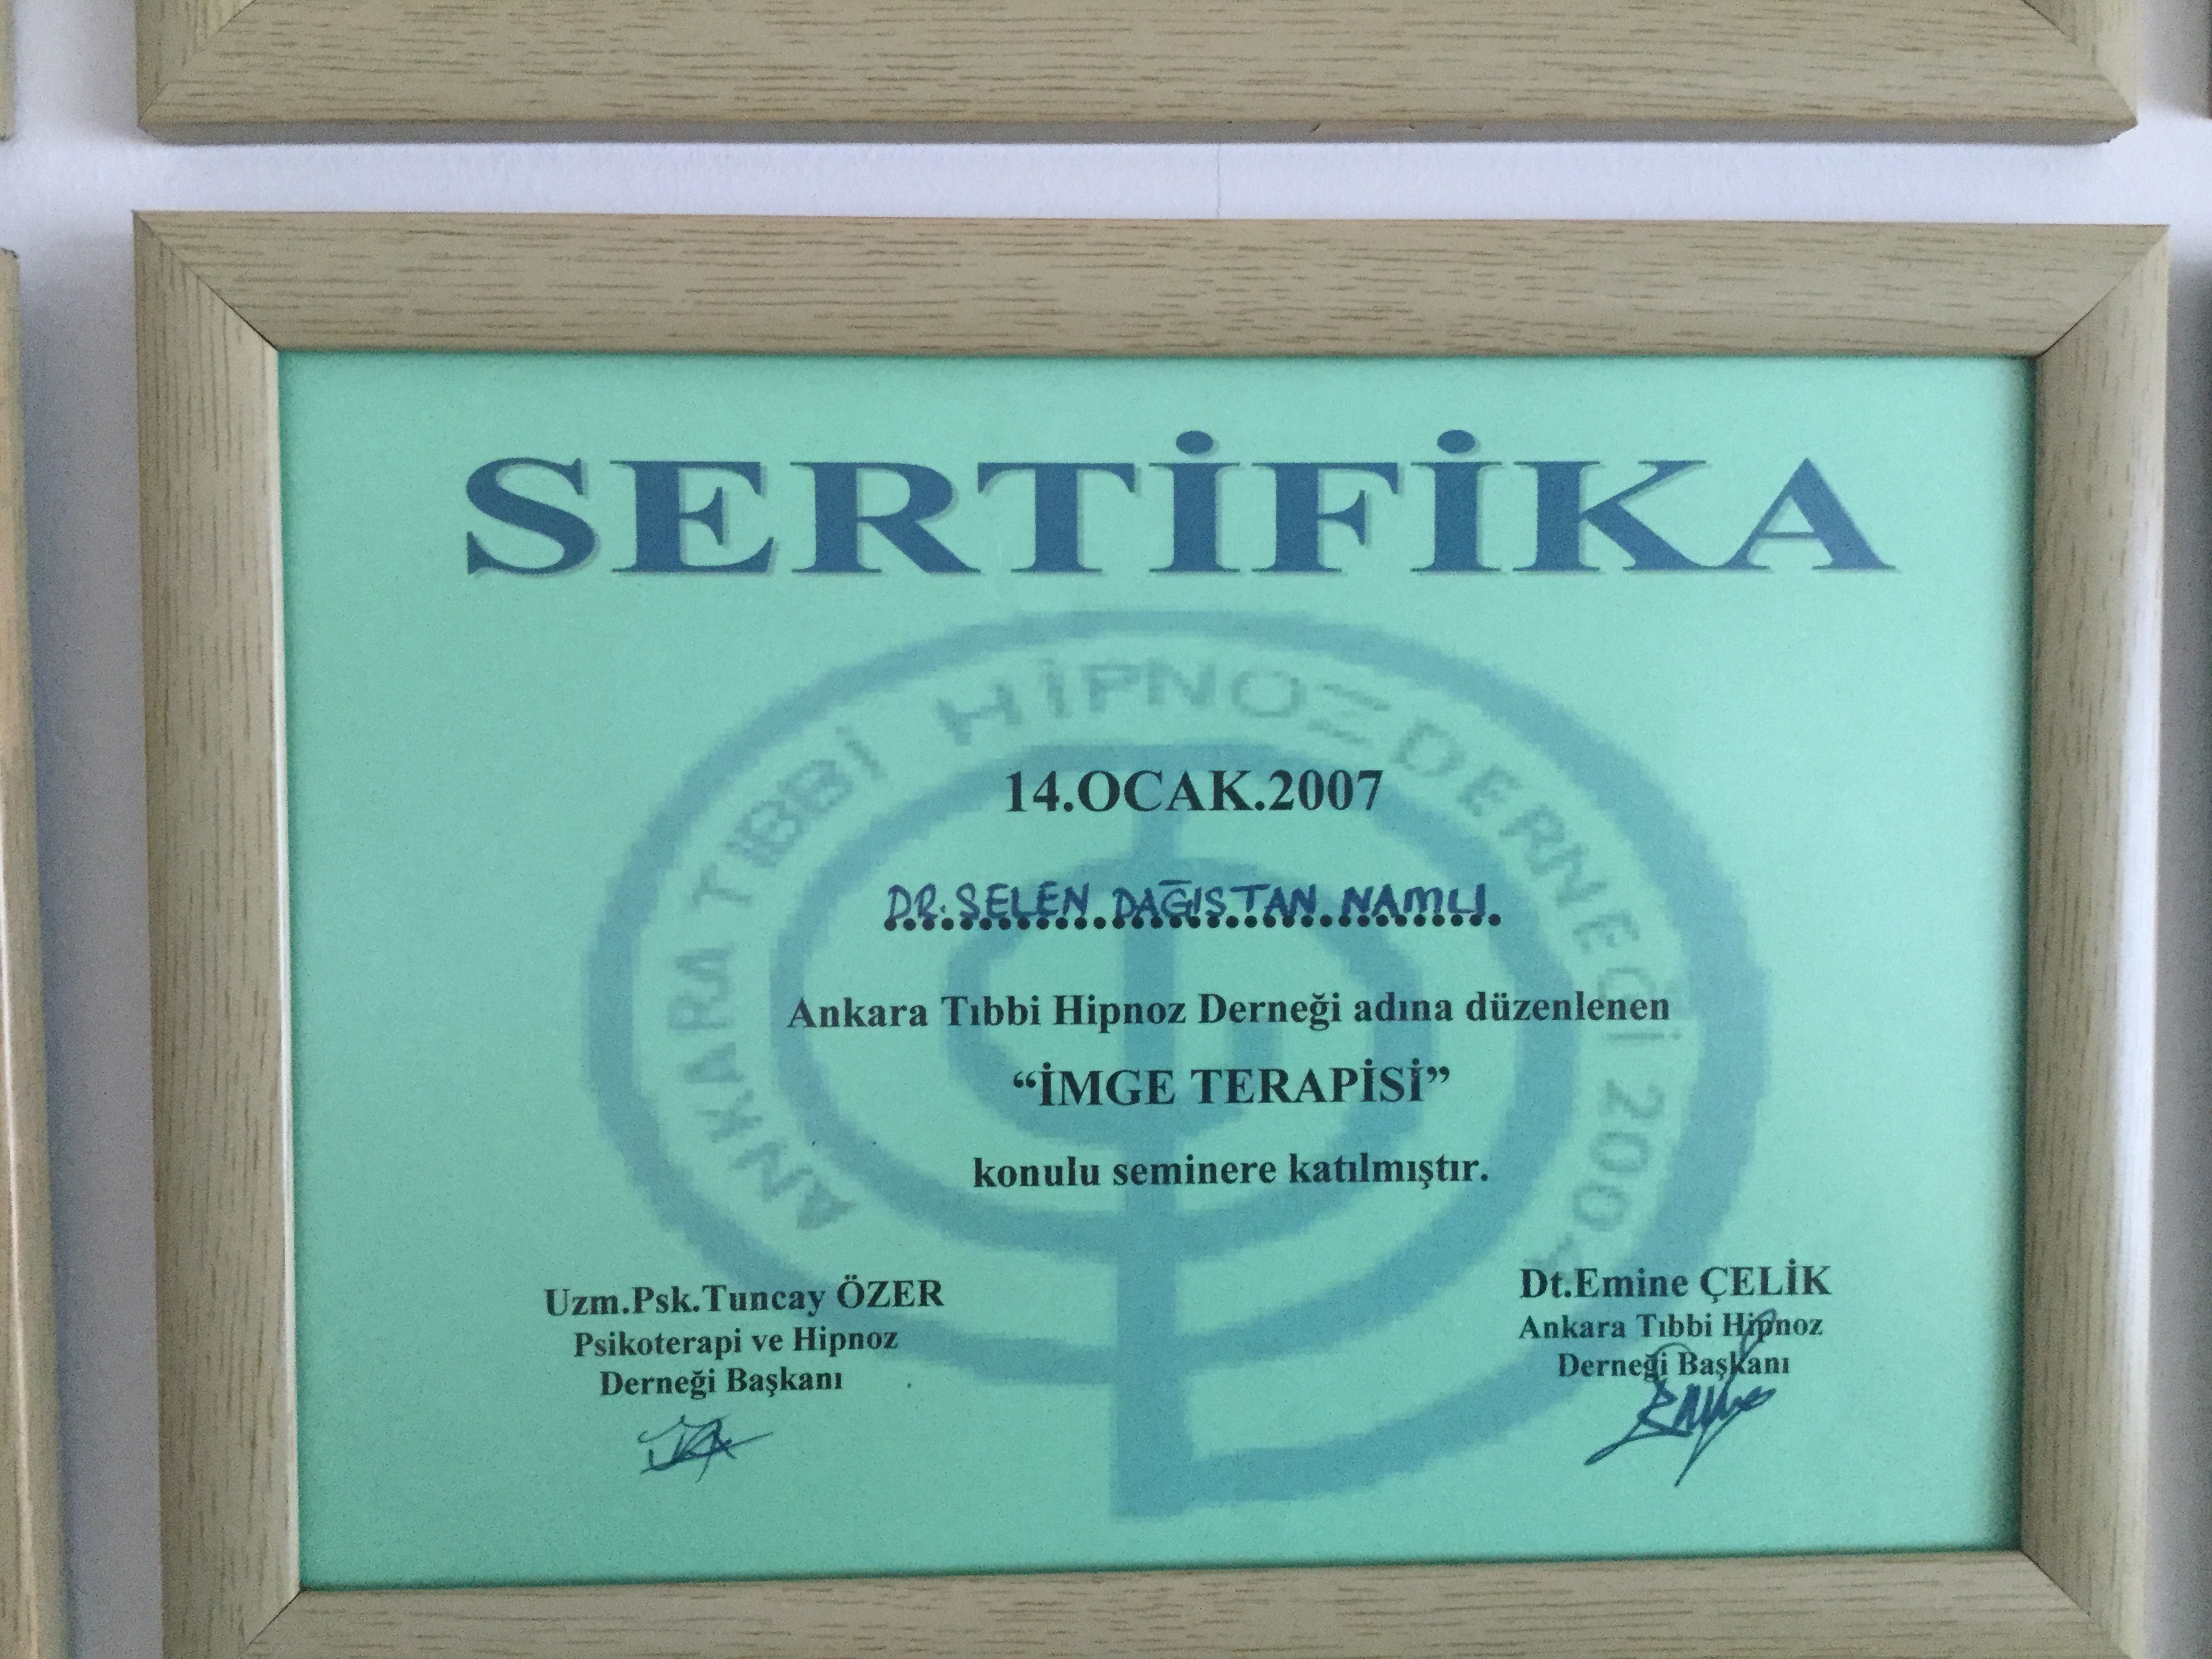 SERTİFİKA
ANKARA TIBBİ HİPNOZ DERNEĞİ 2004
14.OCAK.2007
DR. SELEN DAĞISTAN NAMLI
Ankara Tıbbi Hipnoz Derneği adına düzenlenen
“İMGE TERAPİSİ”
konulu seminere katılmıştır.
Uzm.Psk.Tuncay ÖZER
Psikoterapi ve Hipnoz
Derneği Başkanı
Dt.Emine ÇELİK
Ankara Tıbbi Hipnoz
Derneği Başkanı